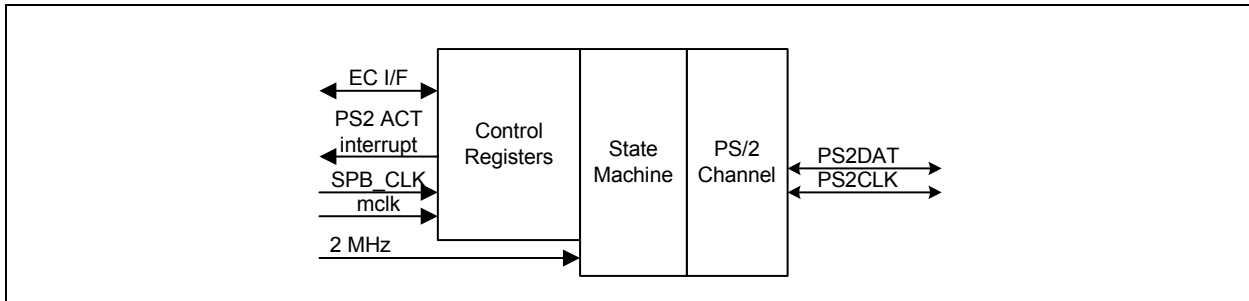 EC I/F
PS2 ACT
interrupt
SPB_CLK
mclk
2 MHz
Control
Registers
State
Machine
PS/2
Channel
PS2DAT
PS2CLK